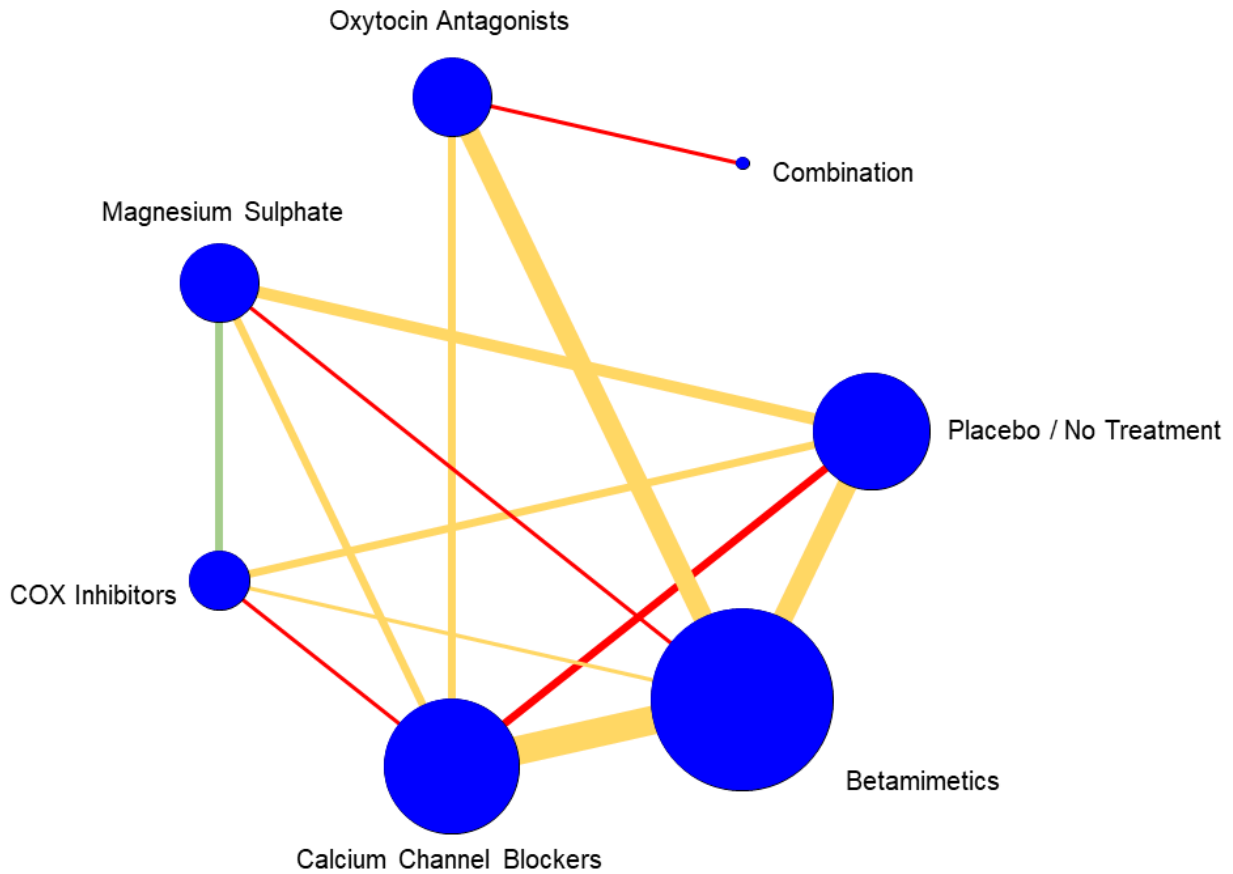 Oxytocin Antagonists
Combination
Magnesium Sulphate
Placebo / No Treatment
COX Inhibitors
Betamimetics
Calcium Channel Blockers